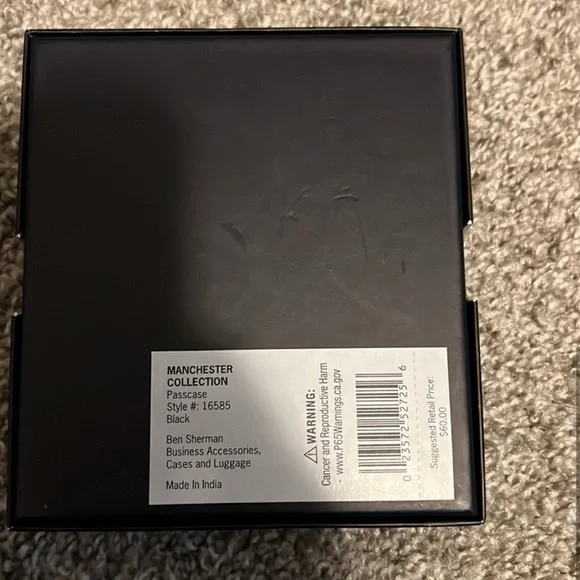 MANCHESTER
COLLECTION
Passcase
Style #: 16585
Black
Ben Sherman
Business Accessories,
Cases and Luggage
Made In India
⚠ WARNING:
Cancer and Reproductive Harm
- www.P65Warnings.ca.gov
0 23572 52725 6
Suggested Retail Price:
$60.00